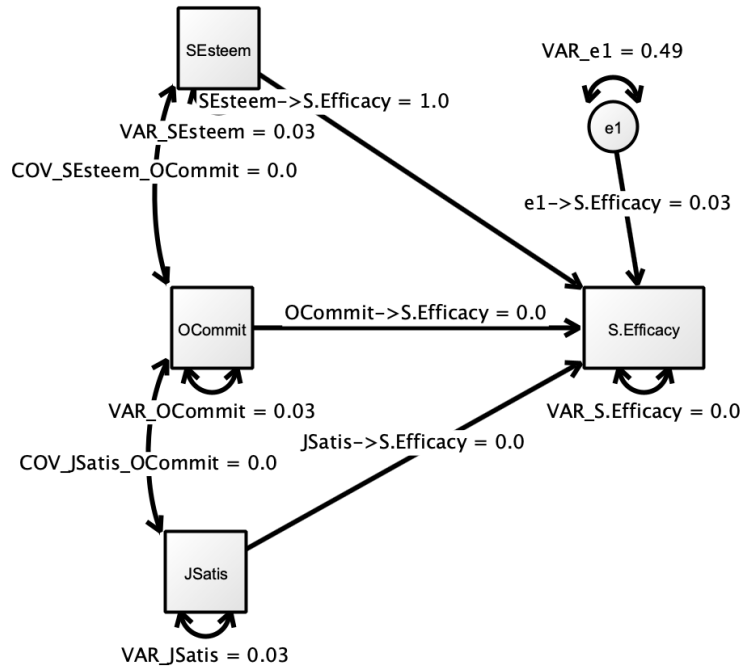 SEsteem
VAR_e1 = 0.49
SEsteem->S.Efficacy = 1.0
e1
VAR_SEsteem = 0.03
COV_SEsteem_OCommit = 0.0
e1->S.Efficacy = 0.03
OCommit->S.Efficacy = 0.0
OCommit
S.Efficacy
VAR_OCommit = 0.03
VAR_S.Efficacy = 0.0
JSatis->S.Efficacy = 0.0
COV_JSatis_OCommit = 0.0
JSatis
VAR_JSatis = 0.03